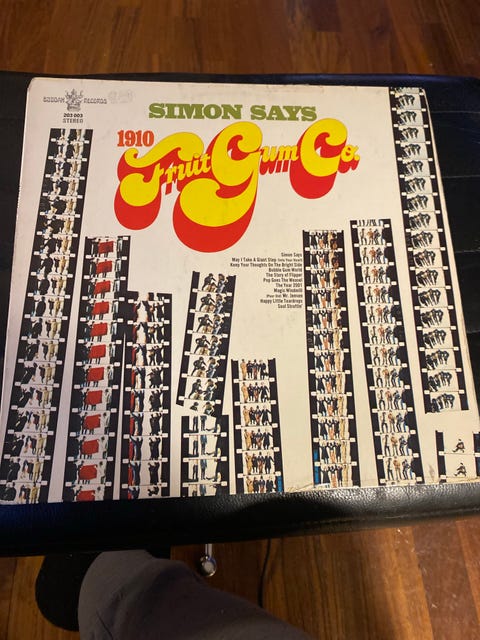 BUDDAH RECORDS
203 003
STEREO
SIMON SAYS
1910
Fruit Gum Co.
Simon Says
May I Take A Giant Step (Into Your Heart)
Keep Your Thoughts On The Bright Side
Bubble Gum World
The Story of Flipper
Pop Goes The Weasel
The Year 2001
Magic Windmill
(Poor Old) Mr. Jensen
Happy Little Teardrops
Soul Struttin'